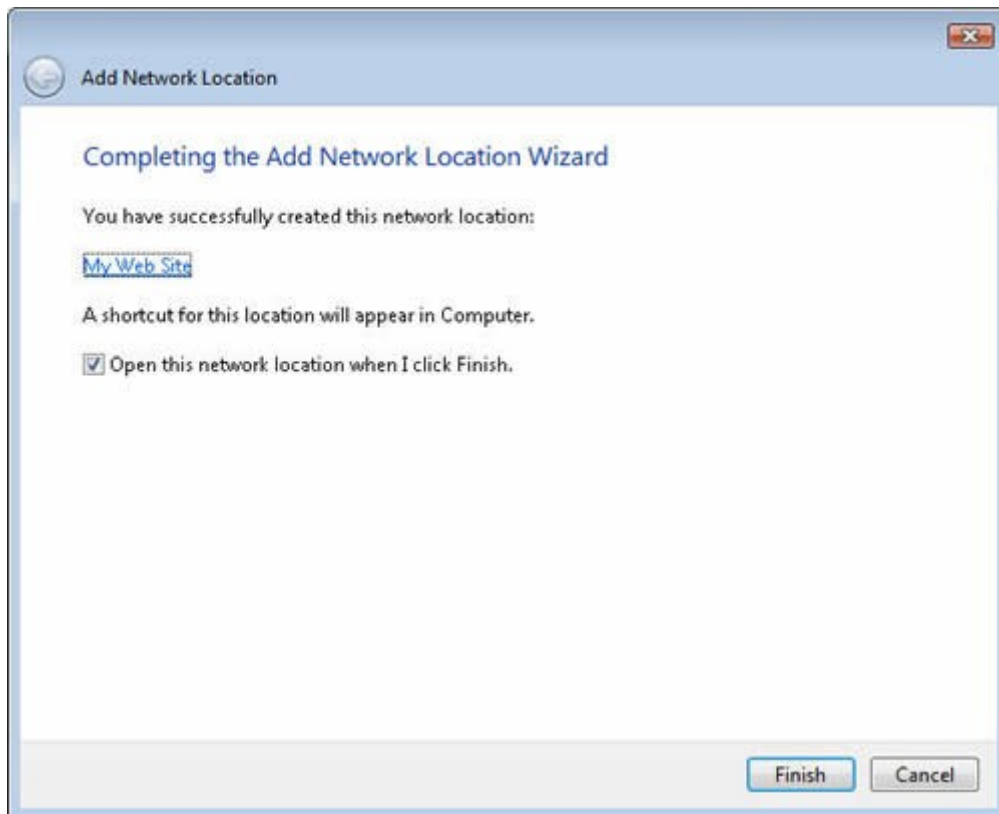 Add Network Location
Completing the Add Network Location Wizard
You have successfully created this network location:
My Web Site
A shortcut for this location will appear in Computer.
Open this network location when I click Finish.
Finish
Cancel